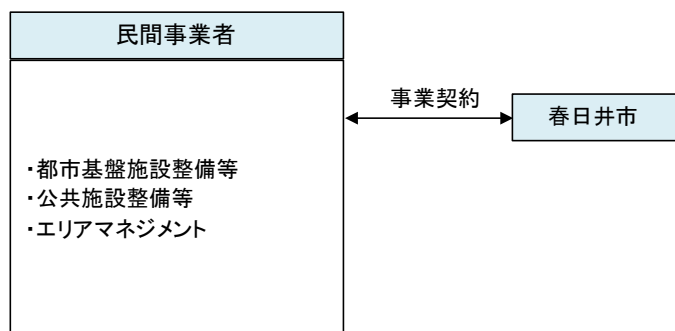 民間事業者
事業契約
春日井市
・都市基盤施設整備等
・公共施設整備等
・エリアマネジメント